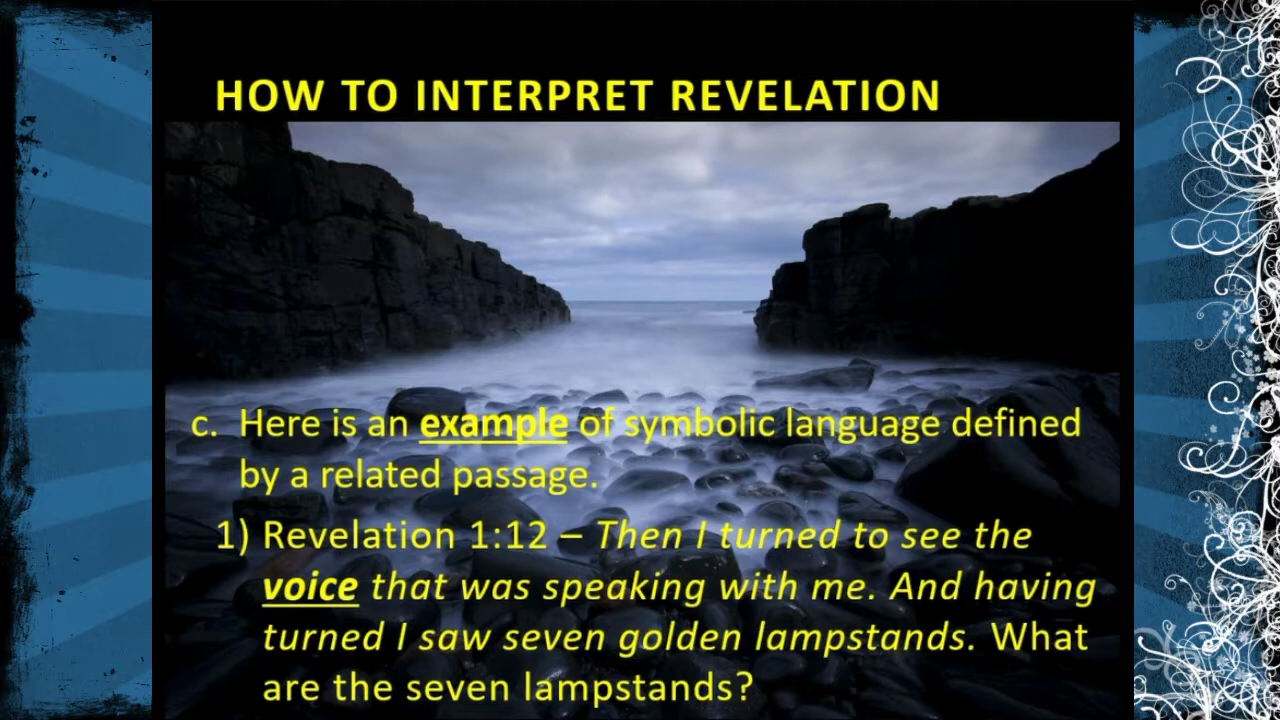 HOW TO INTERPRET REVELATION
c. Here is an example of symbolic language defined
by a related passage.
1) Revelation 1:12 – Then I turned to see the
voice that was speaking with me. And having
turned I saw seven golden lampstands. What
are the seven lampstands?